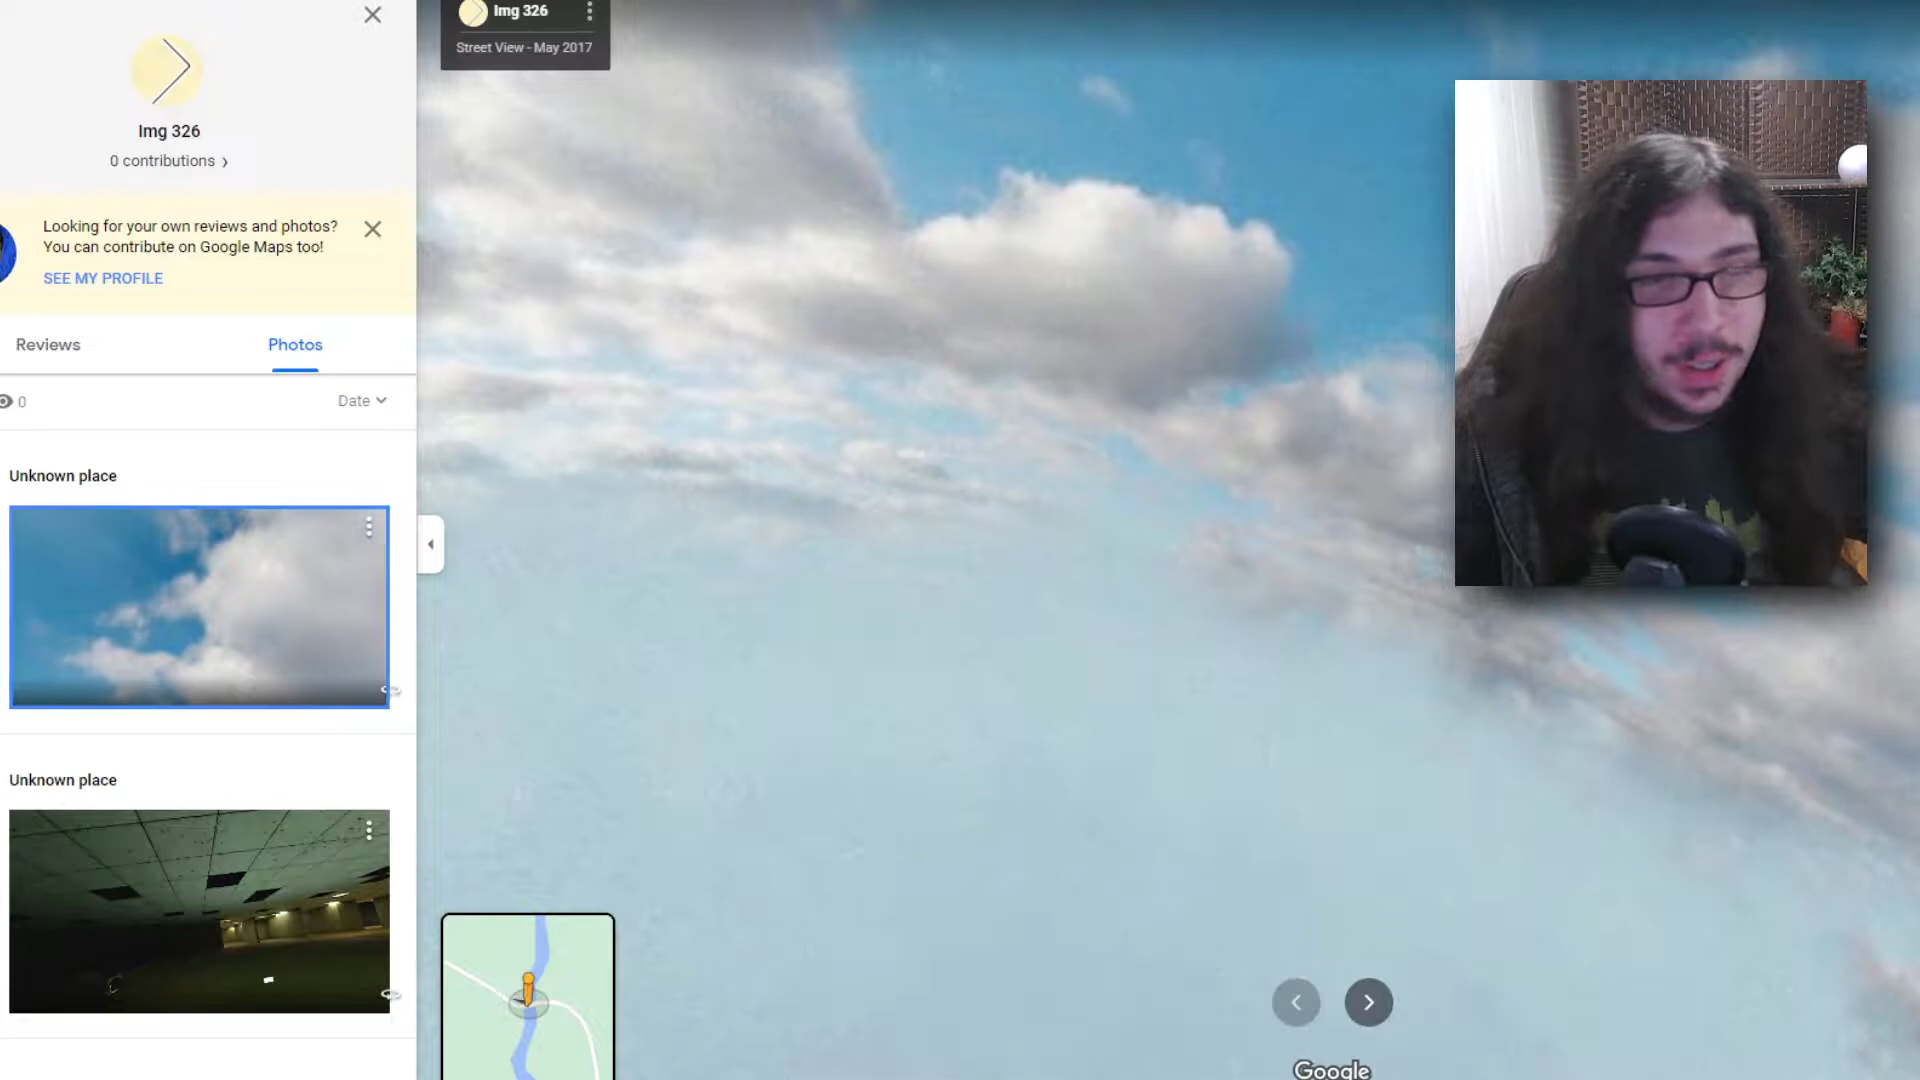 Img 326
0 contributions
Looking for your own reviews and photos?
You can contribute on Google Maps too!
SEE MY PROFILE
Reviews
Photos
0
Date
Unknown place
Unknown place
Img 326
Street View - May 2017
Google